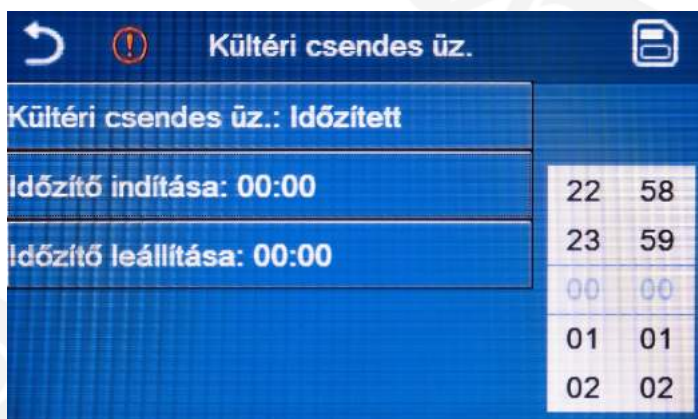 Kültéri csendes üz.
Kültéri csendes üz.: Időzített
Időzítő indítása: 00:00
Időzítő leállítása: 00:00
22 58
23 59
00 00
01 01
02 02